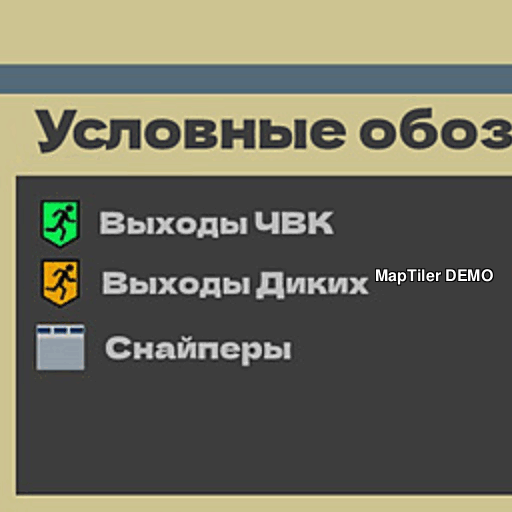 Условные обоз
Выходы ЧВК
Выходы Диких
MapTiler DEMO
Снайперы